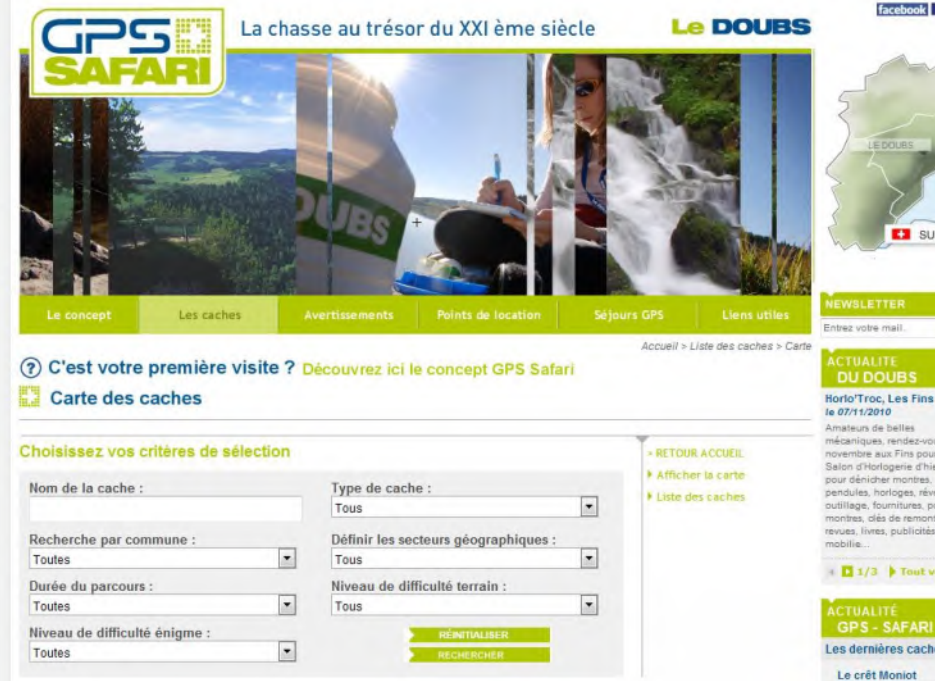 facebook
GPS
SAFARI
La chasse au trésor du XXI ème siècle
Le DOUBS
LE DOUBS
DOUBS
SU
Le concept
Les caches
Avertissements
Points de location
Séjours GPS
Liens utiles
Accueil > Liste des caches > Carte
? C'est votre première visite ? Découvrez ici le concept GPS Safari
Carte des caches
Choisissez vos critères de sélection
Nom de la cache :
Type de cache :
Tous
Recherche par commune :
Toutes
Définir les secteurs géographiques :
Tous
Durée du parcours :
Toutes
Niveau de difficulté terrain :
Tous
Niveau de difficulté énigme :
Toutes
RÉINITIALISER
RECHERCHER
RETOUR ACCUEIL
Afficher la carte
Liste des caches
NEWSLETTER
Entrez votre mail.
ACTUALITE
DU DOUBS
Horlo'Troc, Les Fins
le 07/11/2010
Amateurs de belles
mécaniques, rendez-vou
novembre aux Fins pour
Salon d'Horlogerie d'hie
pour dénicher montres,
pendules, horloges, réve
outillage, fournitures, p
montres, clés de remont
revues, livres, publicités
mobilie...
1/3 Tout v
ACTUALITÉ
GPS - SAFARI
Les dernières cache
Le crêt Moniot